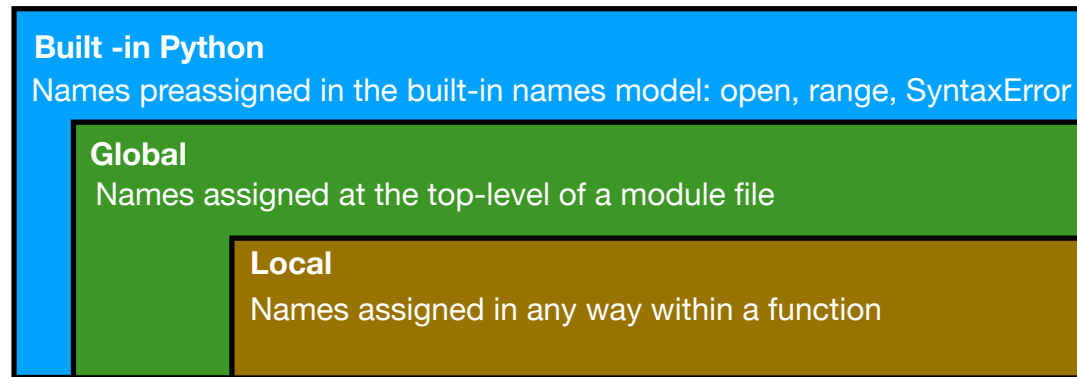 Built -in Python
Names preassigned in the built-in names model: open, range, SyntaxError
Global
Names assigned at the top-level of a module file
Local
Names assigned in any way within a function